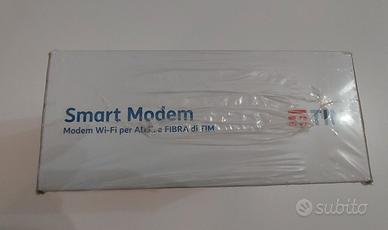 Smart Modem
Modem Wi-Fi per e FIBRA di TIM
subito